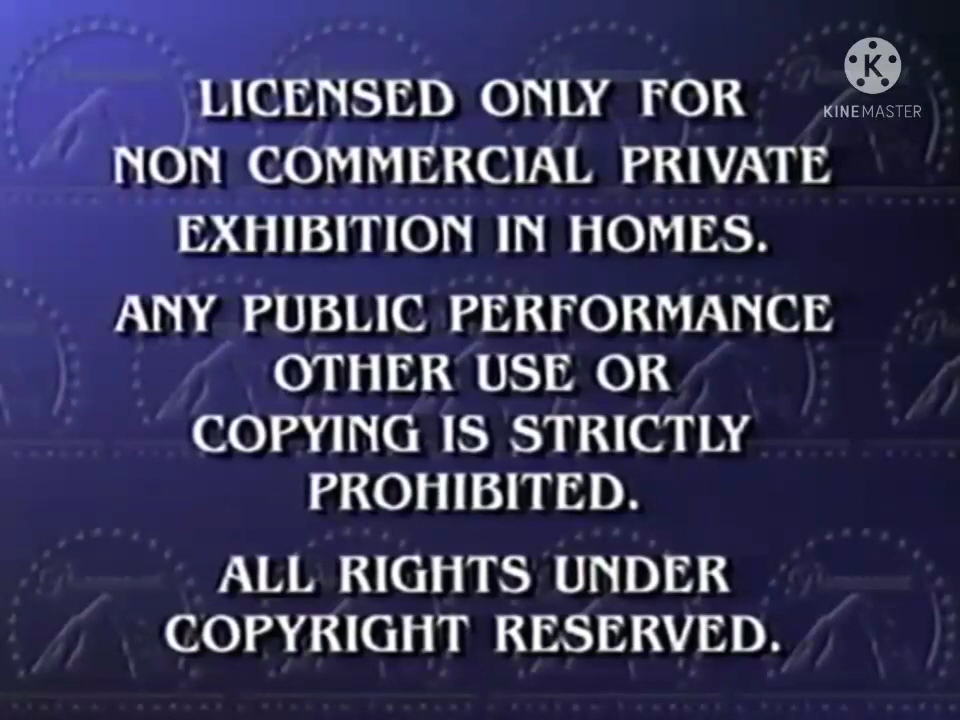 KINEMASTER
LICENSED ONLY FOR
NON COMMERCIAL PRIVATE
EXHIBITION IN HOMES.
ANY PUBLIC PERFORMANCE
OTHER USE OR
COPYING IS STRICTLY
PROHIBITED.
ALL RIGHTS UNDER
COPYRIGHT RESERVED.